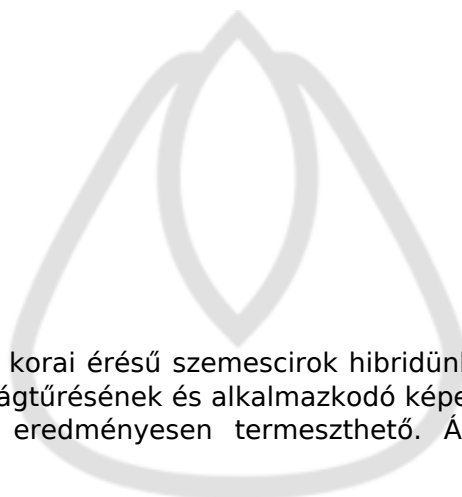 korai érésű szemescirok hibridün
ágtűrésének és alkalmazkodó képe
eredményesen termeszthető. Á